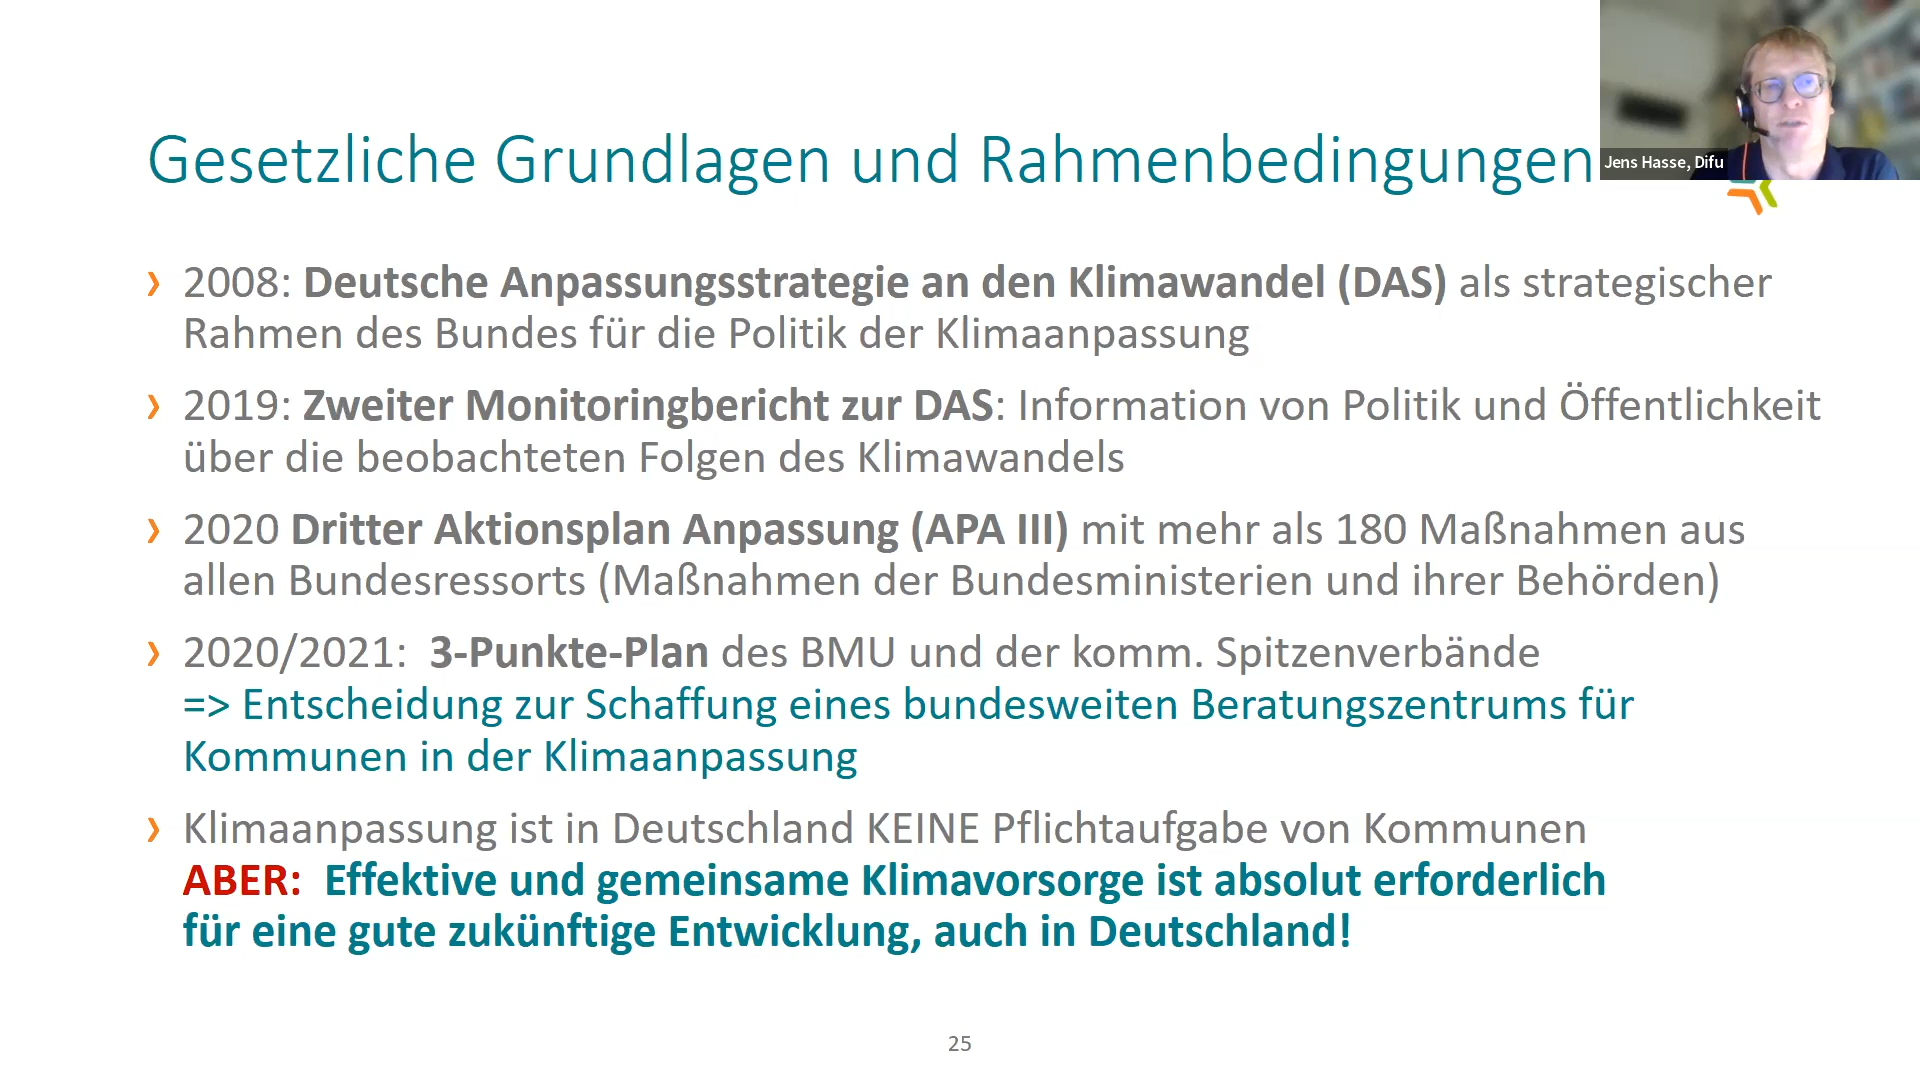 Gesetzliche Grundlagen und Rahmenbedingungen
Jens Hasse, Difu
› 2008: Deutsche Anpassungsstrategie an den Klimawandel (DAS) als strategischer
Rahmen des Bundes für die Politik der Klimaanpassung
› 2019: Zweiter Monitoringbericht zur DAS: Information von Politik und Öffentlichkeit
über die beobachteten Folgen des Klimawandels
› 2020 Dritter Aktionsplan Anpassung (APA III) mit mehr als 180 Maßnahmen aus
allen Bundesressorts (Maßnahmen der Bundesministerien und ihrer Behörden)
› 2020/2021: 3-Punkte-Plan des BMU und der komm. Spitzenverbände
=> Entscheidung zur Schaffung eines bundesweiten Beratungszentrums für
Kommunen in der Klimaanpassung
› Klimaanpassung ist in Deutschland KEINE Pflichtaufgabe von Kommunen
ABER: Effektive und gemeinsame Klimavorsorge ist absolut erforderlich
für eine gute zukünftige Entwicklung, auch in Deutschland!
25